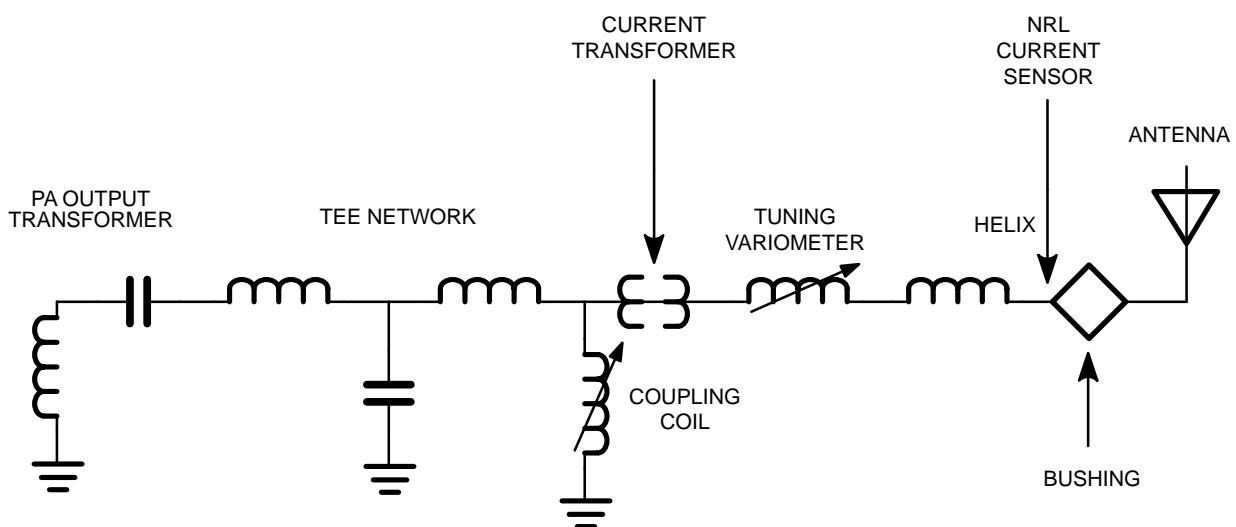 CURRENT
TRANSFORMER
NRL
CURRENT
SENSOR
ANTENNA
PA OUTPUT
TRANSFORMER
TEE NETWORK
TUNING
VARIOMETER
HELIX
COUPLING
COIL
BUSHING